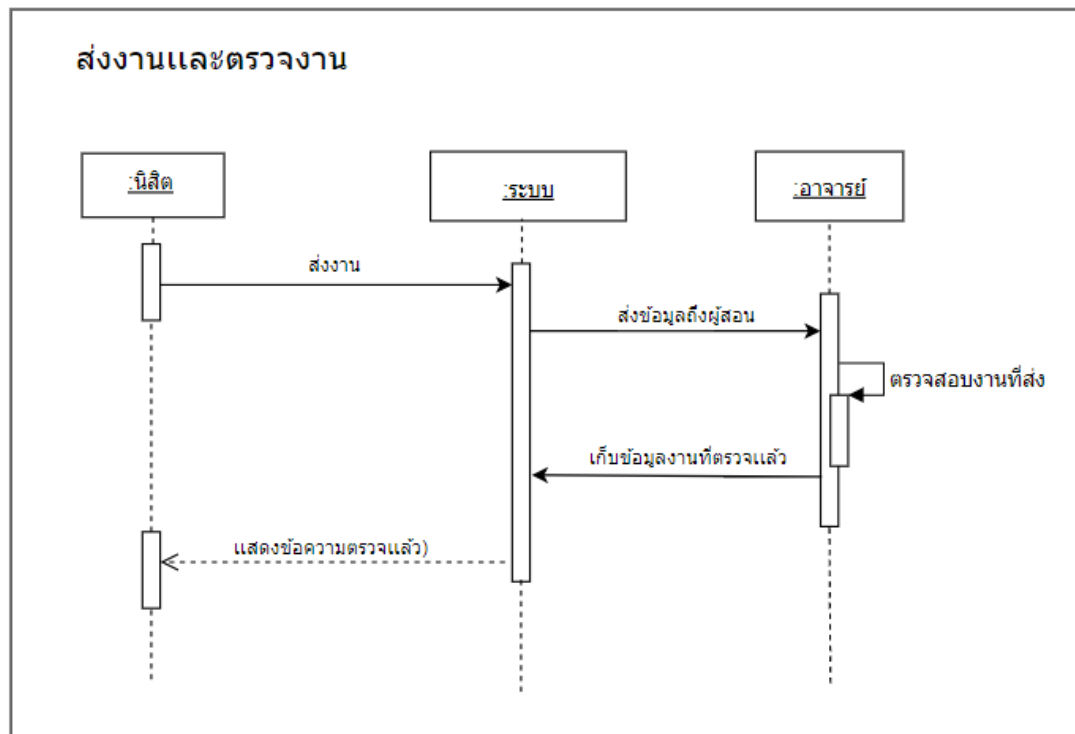 ส่งงานและตรวจงาน
:นิสิต
:ระบบ
:อาจารย์
ส่งงาน
ส่งข้อมูลถึงผู้สอน
ตรวจสอบงานที่ส่ง
เก็บข้อมูลงานที่ตรวจแล้ว
แสดงข้อความตรวจแล้ว)